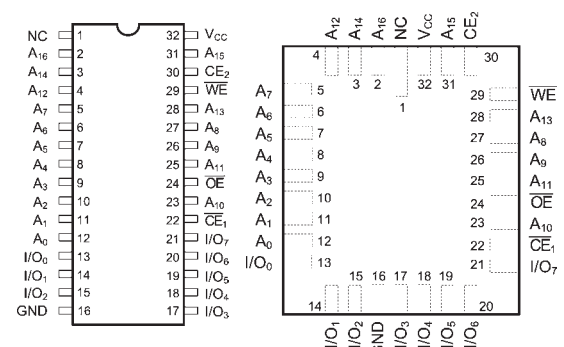 NC 1 32 VCC
A16 2 31 A15
A14 3 30 CE2
A12 4 29 WE
A7 5 28 A13
A6 6 27 A8
A5 7 26 A9
A4 8 25 A11
A3 9 24 OE
A2 10 23 A10
A1 11 22 CE1
A0 12 21 I/O7
I/O0 13 20 I/O6
I/O1 14 19 I/O5
I/O2 15 18 I/O4
GND 16 17 I/O3
A12 A14 A16 NC VCC A15 CE2
4 3 2 1 32 31 30
A7 5 29 WE
A6 6 28 A13
A5 7 27 A8
A4 8 26 A9
A3 9 25 A11
A2 10 24 OE
A1 11 23 A10
A0 12 22 CE1
I/O0 13 21 I/O7
14 15 16 17 18 19 20
I/O1 I/O2 GND I/O3 I/O4 I/O5 I/O6